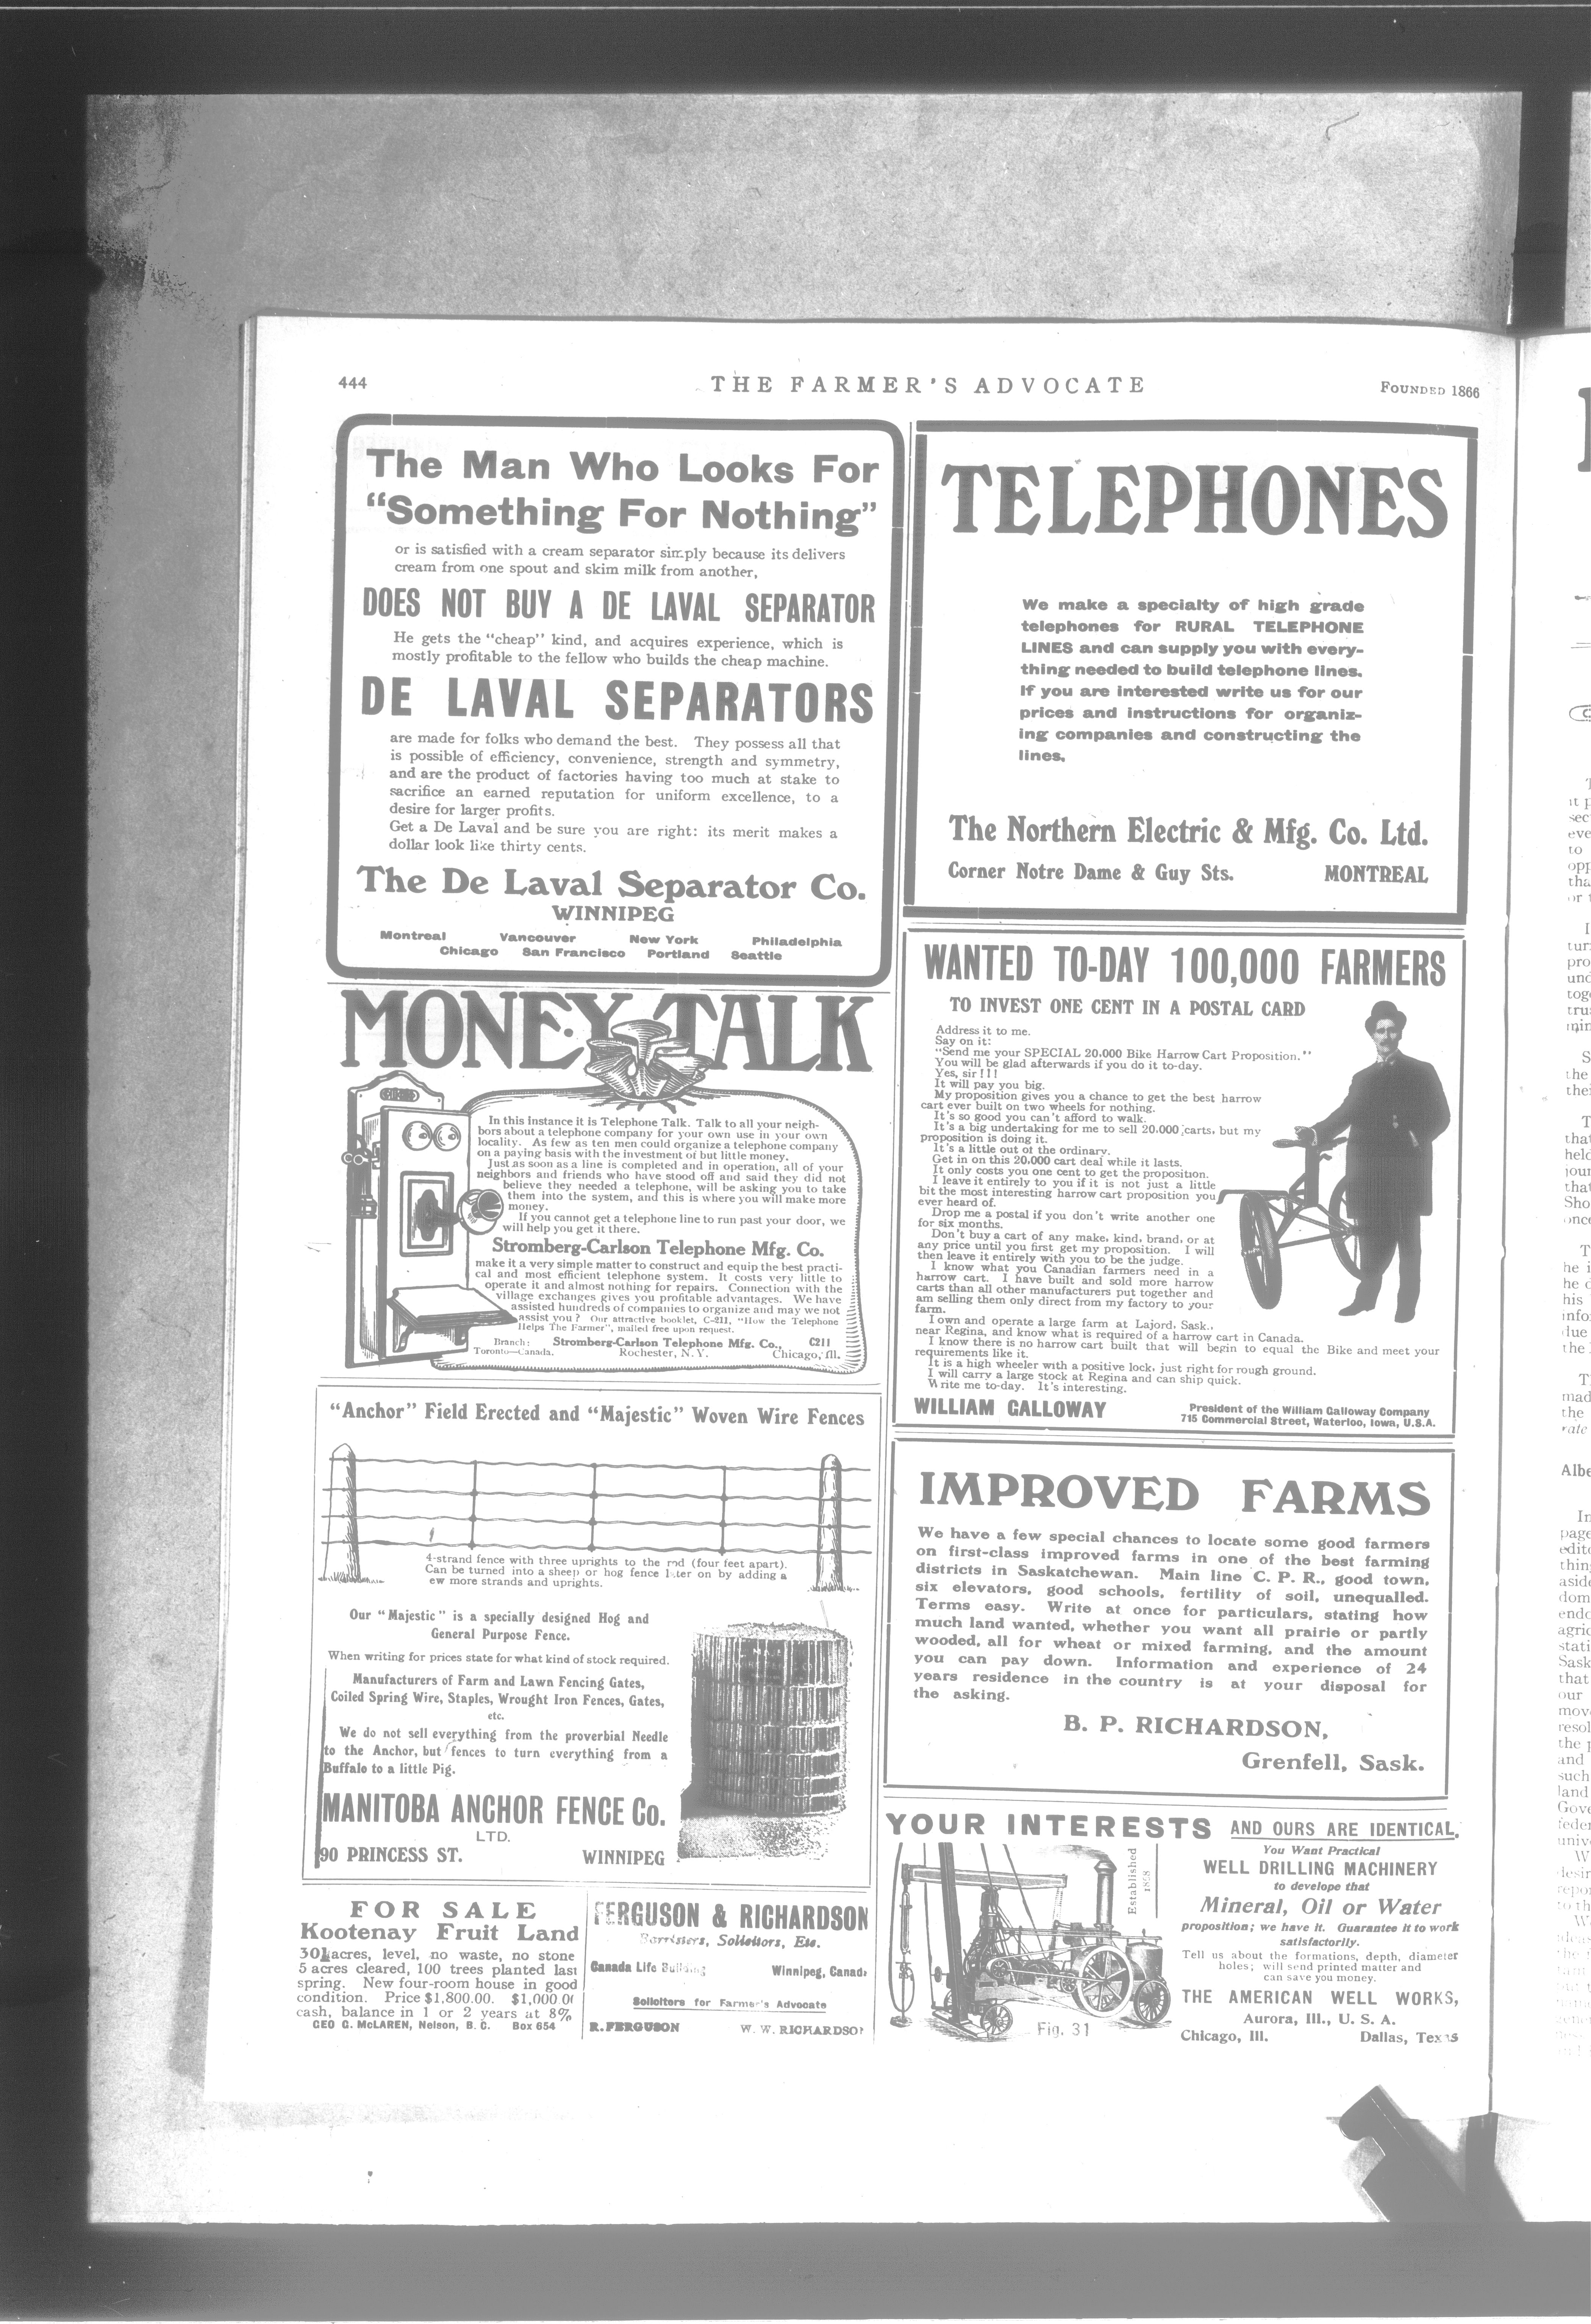 444
THE FARMER'S ADVOCATE
FOUNDED 1866
The Man Who Looks For
"Something For Nothing"
or is satisfied with a cream separator simply because its delivers
cream from one spout and skim milk from another,
DOES NOT BUY A DE LAVAL SEPARATOR
He gets the "cheap" kind, and acquires experience, which is
mostly profitable to the fellow who builds the cheap machine.
DE LAVAL SEPARATORS
are made for folks who demand the best. They possess all that
is possible of efficiency, convenience, strength and symmetry,
and are the product of factories having too much at stake to
sacrifice an earned reputation for uniform excellence, to a
desire for larger profits.
Get a De Laval and be sure you are right: its merit makes a
dollar look like thirty cents.
The De Laval Separator Co.
WINNIPEG
Montreal Vancouver New York Philadelphia
Chicago San Francisco Portland Seattle
MONEY TALK
In this instance it is Telephone Talk. Talk to all your neigh-
bors about a telephone company for your own use in your own
locality. As few as ten men could organize a telephone company
on a paying basis with the investment of but little money.
Just as soon as a line is completed and in operation, all of your
neighbors and friends who have stood off and said they did not
believe they needed a telephone, will be asking you to take
them into the system, and this is where you will make more
money.
If you cannot get a telephone line to run past your door, we
will help you get it there.
Stromberg-Carlson Telephone Mfg. Co.
make it a very simple matter to construct and equip the best practi-
cal and most efficient telephone system. It costs very little to
operate it and almost nothing for repairs. Connection with the
village exchanges gives you profitable advantages. We have
assisted hundreds of companies to organize and may we not
assist you? Our attractive booklet, C-211, "How the Telephone
Helps The Farmer", mailed free upon request.
Branch: Stromberg-Carlson Telephone Mfg. Co., C211
Toronto—Canada. Rochester, N.Y. Chicago, Ill.
"Anchor" Field Erected and "Majestic" Woven Wire Fences
4-strand fence with three uprights to the rod (four feet apart).
Can be turned into a sheep or hog fence later on by adding a
ew more strands and uprights.
Our "Majestic" is a specially designed Hog and
General Purpose Fence.
When writing for prices state for what kind of stock required.
Manufacturers of Farm and Lawn Fencing Gates,
Coiled Spring Wire, Staples, Wrought Iron Fences, Gates,
etc.
We do not sell everything from the proverbial Needle
to the Anchor, but fences to turn everything from a
Buffalo to a little Pig.
MANITOBA ANCHOR FENCE Co.
LTD.
90 PRINCESS ST. WINNIPEG
FOR SALE
Kootenay Fruit Land
acres, level, no waste, no stone
5 acres cleared, 100 trees planted last
spring. New four-room house in good
condition. Price $1,800.00. $1,000 0
cash, balance in 1 or 2 years at 8%
GEO G. McLAREN, Nelson, B. C. Box 654
FERGUSON & RICHARDSON
Barristers, Solicitors, Etc.
Canada Life Building Winnipeg, Canad
Solicitors for Farmer's Advocate
R. FERGUSON W. W. RICHARDSO
TELEPHONES
We make a specialty of high grade
telephones for RURAL TELEPHONE
LINES and can supply you with every-
thing needed to build telephone lines.
If you are interested write us for our
prices and instructions for organiz-
ing companies and constructing the
lines.
The Northern Electric & Mfg. Co. Ltd.
Corner Notre Dame & Guy Sts. MONTREAL
WANTED TO-DAY 100,000 FARMERS
TO INVEST ONE CENT IN A POSTAL CARD
Address it to me.
Say on it:
"Send me your SPECIAL 20,000 Bike Harrow Cart Proposition."
You will be glad afterwards if you do it to-day.
Yes, sir!!!
It will pay you big.
My proposition gives you a chance to get the best harrow
cart ever built on two wheels for nothing.
It's so good you can't afford to walk.
It's a big undertaking for me to sell 20,000 carts, but my
proposition is doing it.
It's a little out of the ordinary.
Get in on this 20,000 cart deal while it lasts.
It only costs you one cent to get the proposition.
I leave it entirely to you if it is not just a little
bit the most interesting harrow cart proposition you
ever heard of.
Drop me a postal if you don't write another one
for six months.
Don't buy a cart of any make, kind, brand, or at
any price until you first get my proposition. I will
then leave it entirely with you to be the judge.
I know what you Canadian farmers need in a
harrow cart. I have built and sold more harrow
carts than all other manufacturers put together and
am selling them only direct from my factory to your
farm.
I own and operate a large farm at Lajord, Sask.,
near Regina, and know what is required of a harrow cart in Canada.
I know there is no harrow cart built that will begin to equal the Bike and meet your
requirements like it.
It is a high wheeler with a positive lock, just right for rough ground.
I will carry a large stock at Regina and can ship quick.
Write me to-day. It's interesting.
WILLIAM GALLOWAY
President of the William Galloway Company
715 Commercial Street, Waterloo, Iowa, U.S.A.
IMPROVED FARMS
We have a few special chances to locate some good farmers
on first-class improved farms in one of the best farming
districts in Saskatchewan. Main line C. P. R., good town,
six elevators, good schools, fertility of soil, unequalled.
Terms easy. Write at once for particulars, stating how
much land wanted, whether you want all prairie or partly
wooded, all for wheat or mixed farming, and the amount
you can pay down. Information and experience of 24
years residence in the country is at your disposal for
the asking.
B. P. RICHARDSON,
Grenfell, Sask.
YOUR INTERESTS AND OURS ARE IDENTICAL.
Established
Fig. 31
You Want Practical
WELL DRILLING MACHINERY
to develope that
Mineral, Oil or Water
proposition; we have it. Guarantee it to work
satisfactorily.
Tell us about the formations, depth, diameter
holes; will send printed matter and
can save you money.
THE AMERICAN WELL WORKS,
Aurora, Ill., U. S. A.
Chicago, Ill. Dallas, Texas